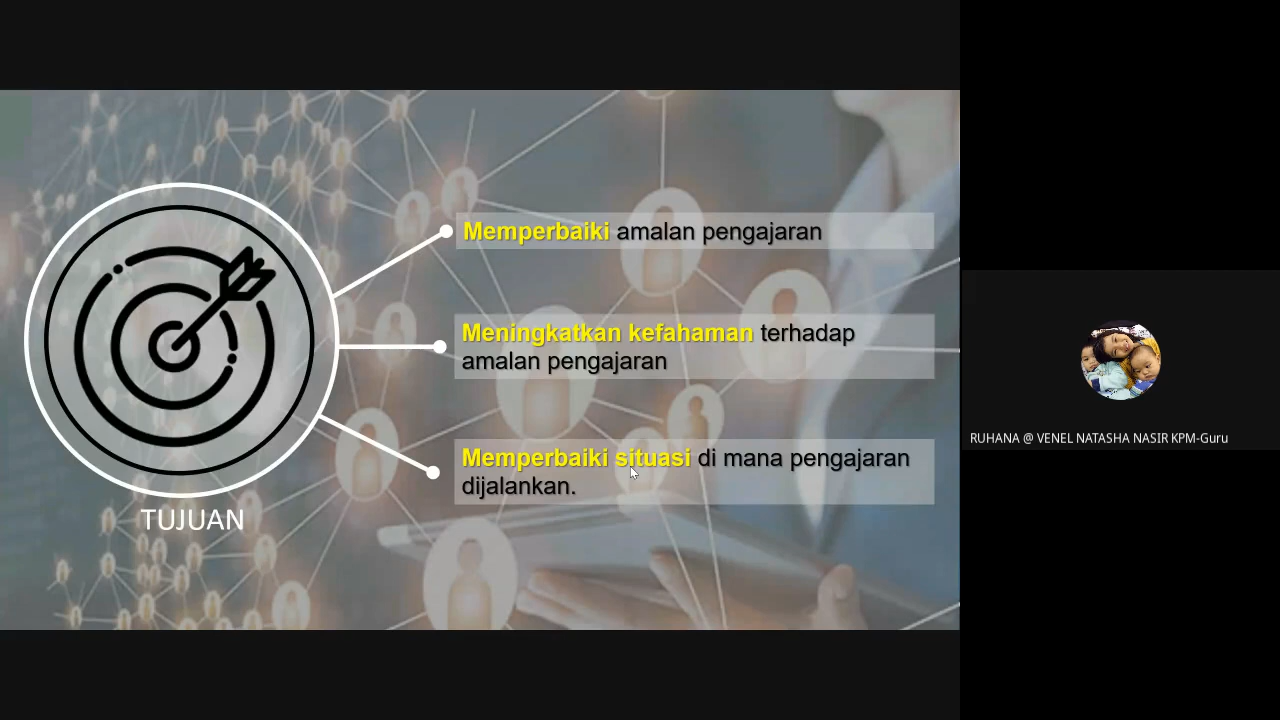 Memperbaiki amalan pengajaran
Meningkatkan kefahaman terhadap
amalan pengajaran
Memperbaiki situasi di mana pengajaran
dijalankan.
TUJUAN
RUHANA @ VENEL NATASHA NASIR KPM-Guru